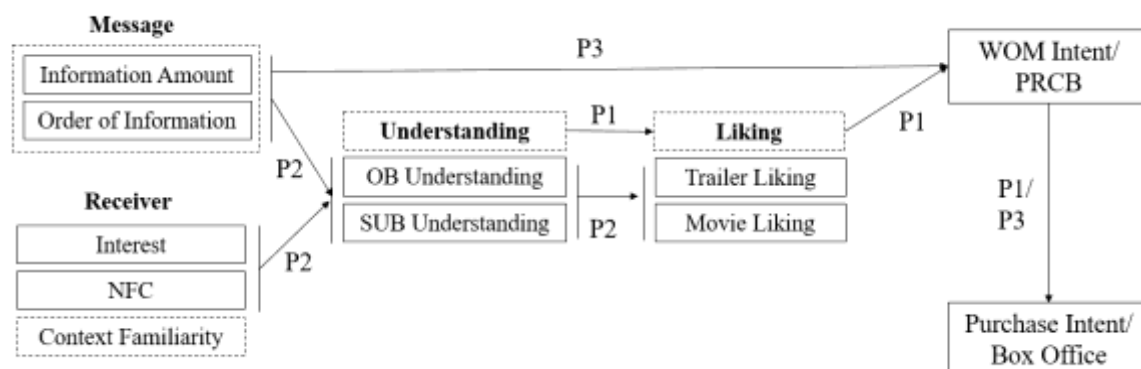 Message
Information Amount
Order of Information
P3
WOM Intent/
PRCB
Understanding
P1
Liking
P1
P2
OB Understanding
SUB Understanding
P2
Trailer Liking
Movie Liking
Receiver
Interest
NFC
Context Familiarity
P2
P1/
P3
Purchase Intent/
Box Office